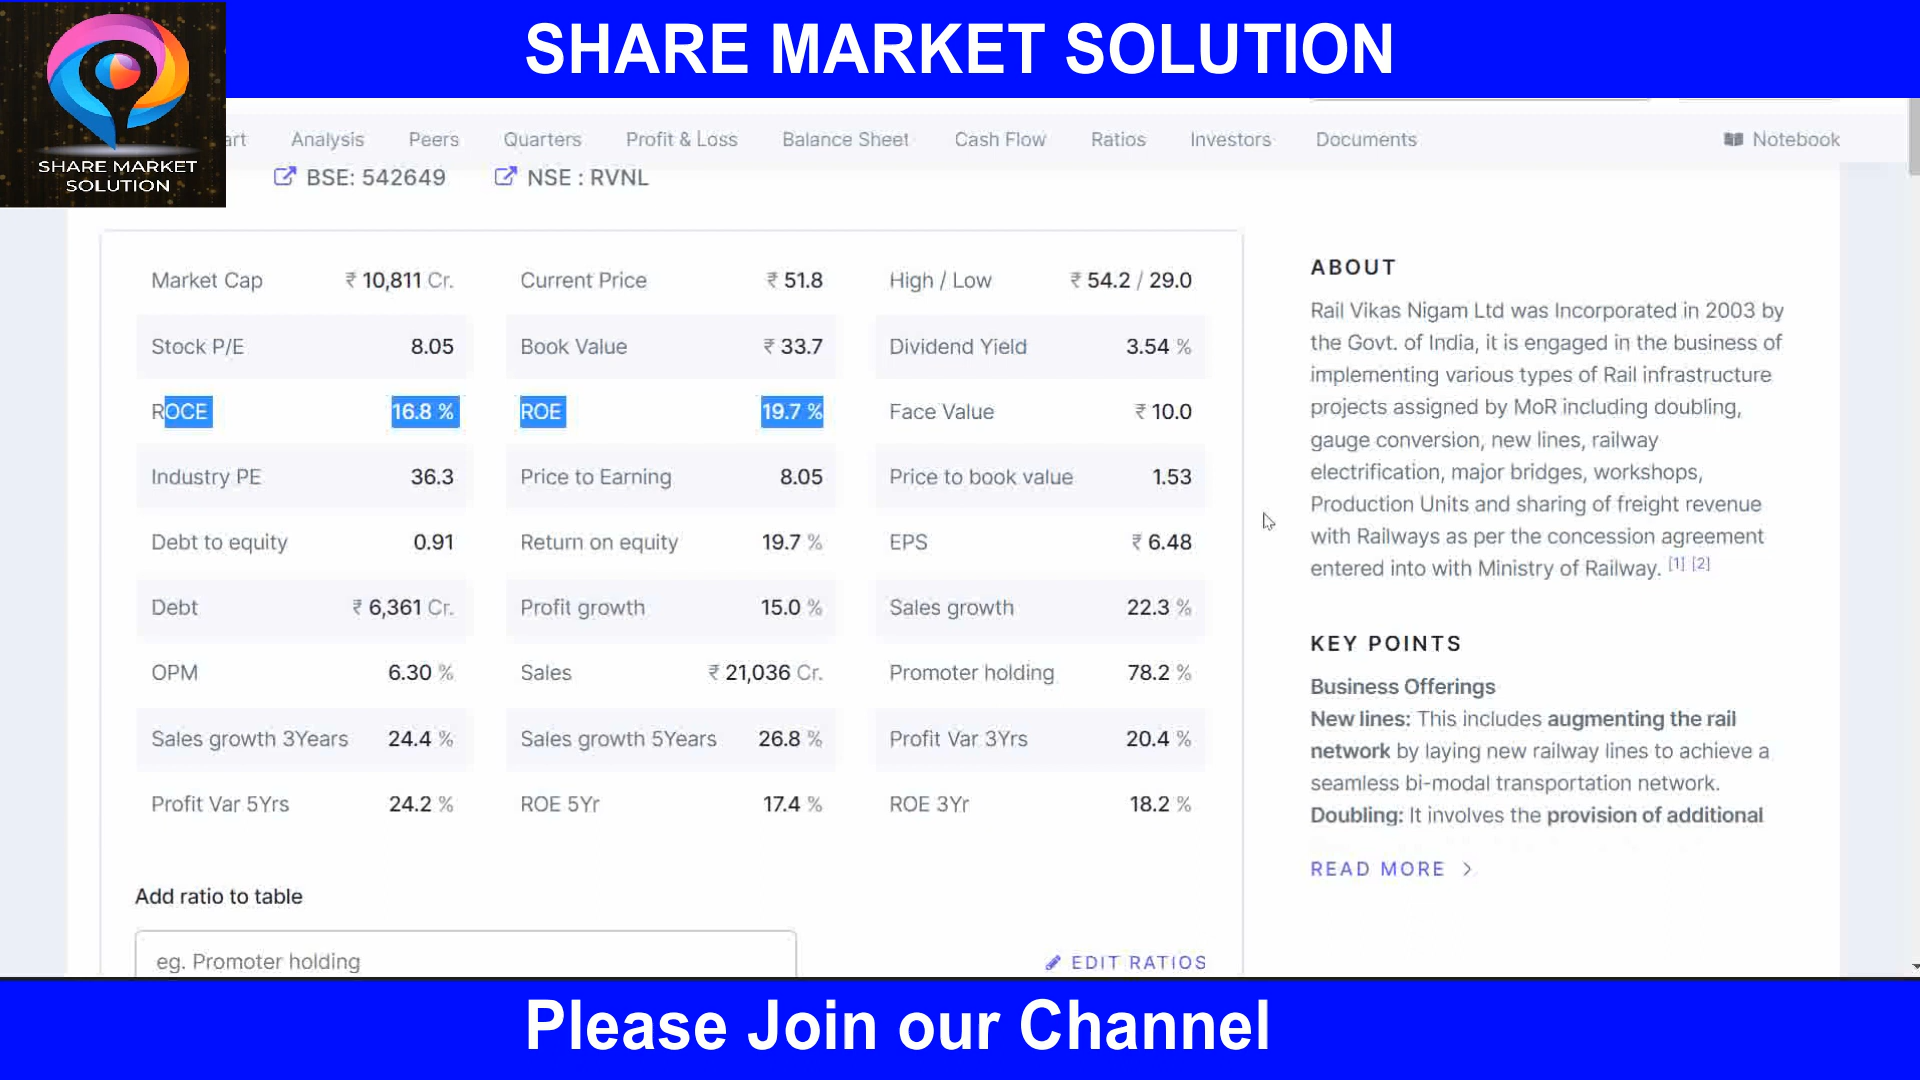 SHARE MARKET SOLUTION
SHARE MARKET
SOLUTION
art Analysis Peers Quarters Profit & Loss Balance Sheet Cash Flow Ratios Investors Documents Notebook
BSE: 542649 NSE : RVNL
Market Cap ₹ 10,811 Cr. Current Price ₹ 51.8 High / Low ₹ 54.2 / 29.0
Stock P/E 8.05 Book Value ₹ 33.7 Dividend Yield 3.54 %
ROCE 16.8 % ROE 19.7 % Face Value ₹ 10.0
Industry PE 36.3 Price to Earning 8.05 Price to book value 1.53
Debt to equity 0.91 Return on equity 19.7 % EPS ₹ 6.48
Debt ₹ 6,361 Cr. Profit growth 15.0 % Sales growth 22.3 %
OPM 6.30 % Sales ₹ 21,036 Cr. Promoter holding 78.2 %
Sales growth 3Years 24.4 % Sales growth 5Years 26.8 % Profit Var 3Yrs 20.4 %
Profit Var 5Yrs 24.2 % ROE 5Yr 17.4 % ROE 3Yr 18.2 %
Add ratio to table
eg. Promoter holding
EDIT RATIOS
ABOUT
Rail Vikas Nigam Ltd was Incorporated in 2003 by
the Govt. of India, it is engaged in the business of
implementing various types of Rail infrastructure
projects assigned by MoR including doubling,
gauge conversion, new lines, railway
electrification, major bridges, workshops,
Production Units and sharing of freight revenue
with Railways as per the concession agreement
entered into with Ministry of Railway. [1] [2]
KEY POINTS
Business Offerings
New lines: This includes augmenting the rail
network by laying new railway lines to achieve a
seamless bi-modal transportation network.
Doubling: It involves the provision of additional
READ MORE
Please Join our Channel